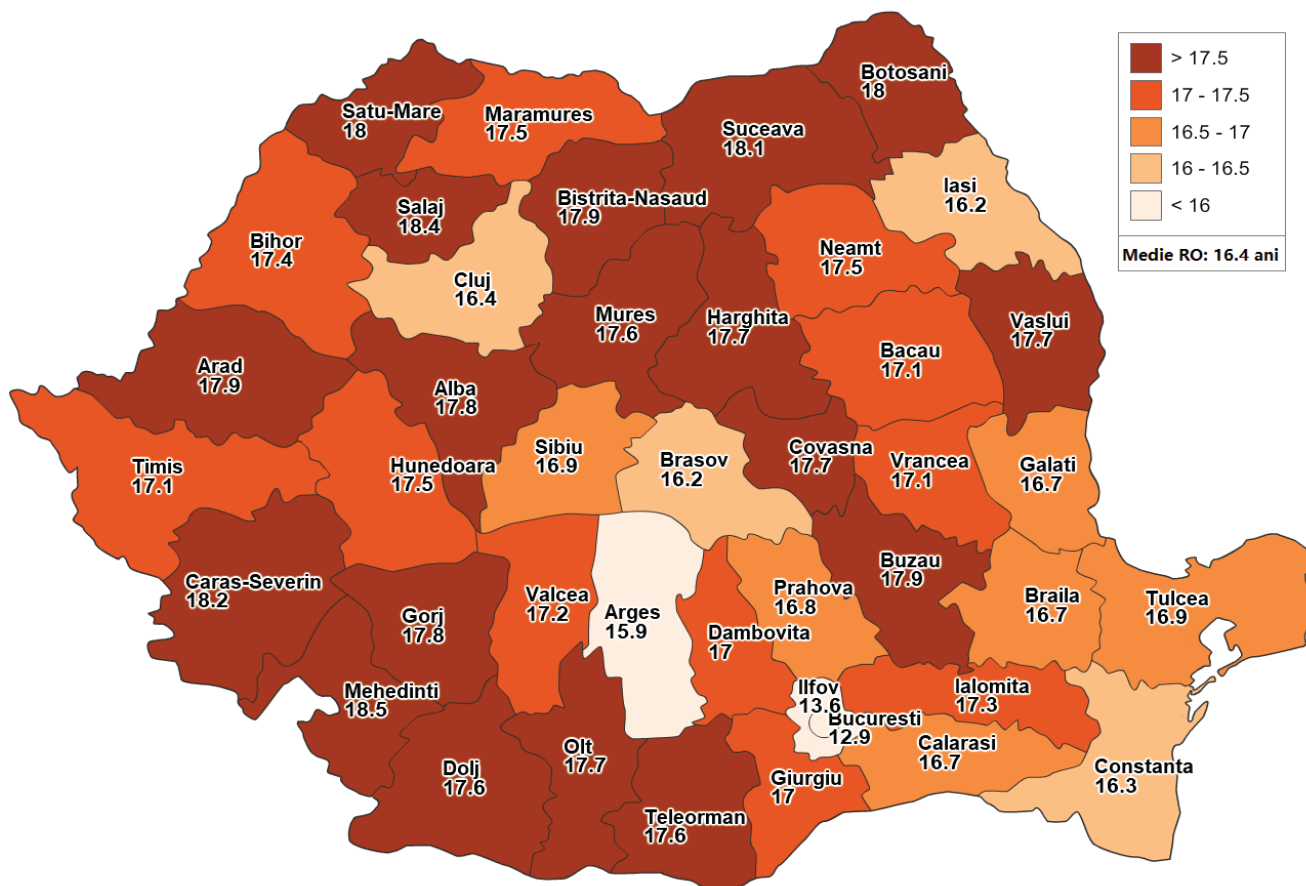 > 17.5
17 - 17.5
16.5 - 17
16 - 16.5
< 16
Medie RO: 16.4 ani
Botosani
18
Satu-Mare
18
Maramures
17.5
Suceava
18.1
Iasi
16.2
Bistrita-Nasaud
17.9
Salaj
18.4
Bihor
17.4
Neamt
17.5
Cluj
16.4
Mures
17.6
Harghita
17.7
Vaslui
17.7
Bacau
17.1
Arad
17.9
Alba
17.8
Sibiu
16.9
Brasov
16.2
Covasna
17.7
Vrancea
17.1
Galati
16.7
Timis
17.1
Hunedoara
17.5
Buzau
17.9
Caras-Severin
18.2
Valcea
17.2
Prahova
16.8
Braila
16.7
Tulcea
16.9
Gorj
17.8
Arges
15.9
Dambovita
17
Mehedinti
18.5
Ilfov
13.6
Ialomita
17.3
Bucuresti
12.9
Calarasi
16.7
Olt
17.7
Dolj
17.6
Giurgiu
17
Constanta
16.3
Teleorman
17.6